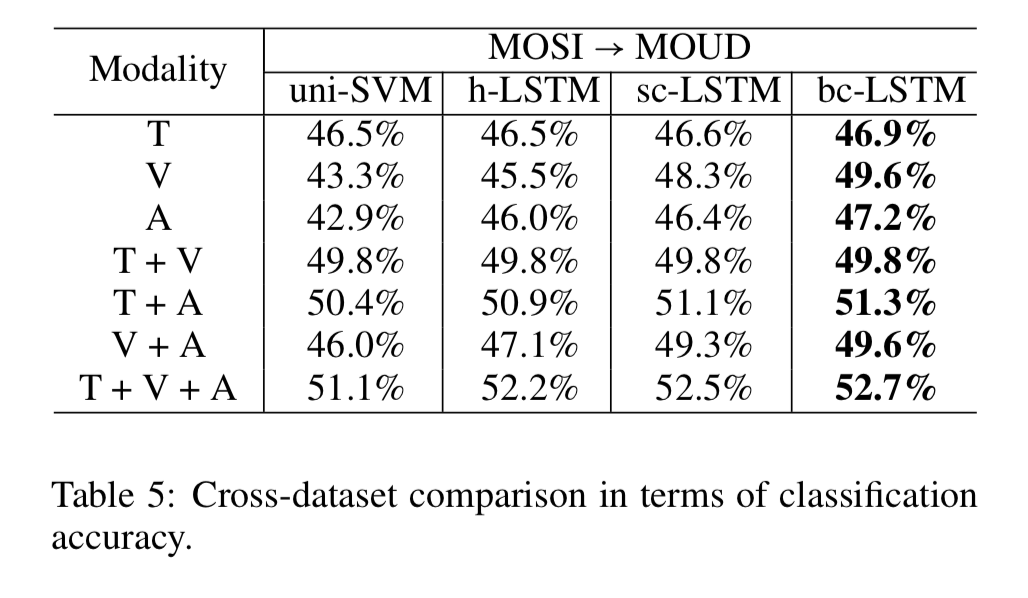 Modality MOSI → MOUD
uni-SVM h-LSTM sc-LSTM bc-LSTM
T 46.5% 46.5% 46.6% 46.9%
V 43.3% 45.5% 48.3% 49.6%
A 42.9% 46.0% 46.4% 47.2%
T + V 49.8% 49.8% 49.8% 49.8%
T + A 50.4% 50.9% 51.1% 51.3%
V + A 46.0% 47.1% 49.3% 49.6%
T + V + A 51.1% 52.2% 52.5% 52.7%
Table 5: Cross-dataset comparison in terms of classification
accuracy.